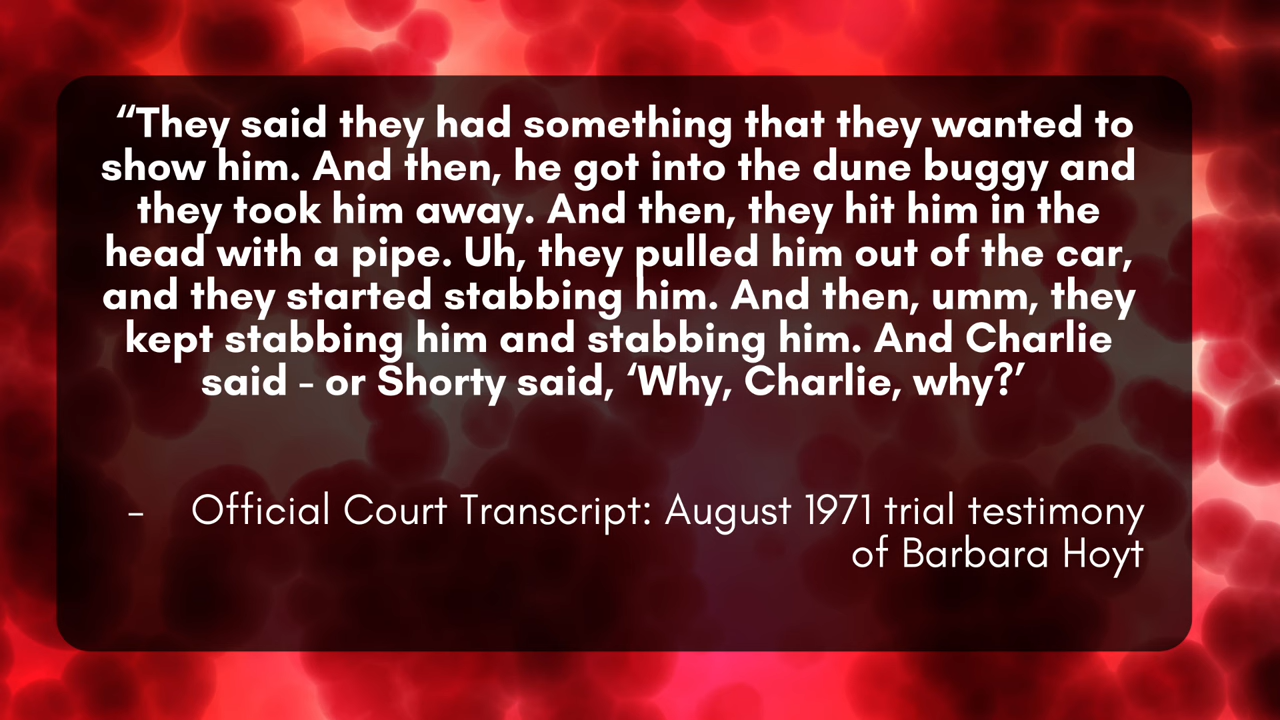 “They said they had something that they wanted to
show him. And then, he got into the dune buggy and
they took him away. And then, they hit him in the
head with a pipe. Uh, they pulled him out of the car,
and they started stabbing him. And then, umm, they
kept stabbing him and stabbing him. And Charlie
said - or Shorty said, ‘Why, Charlie, why?’
- Official Court Transcript: August 1971 trial testimony
of Barbara Hoyt